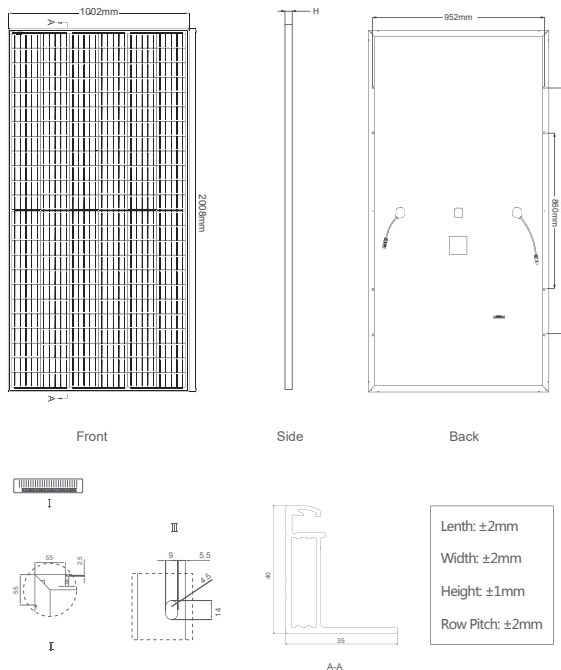 1002mm
A
2008mm
A
Front
H
Side
952mm
860mm
Back
I
55
2.5
55
II
III
9
5.5
4.5
14
40
35
A-A
Lenth: ±2mm
Width: ±2mm
Height: ±1mm
Row Pitch: ±2mm